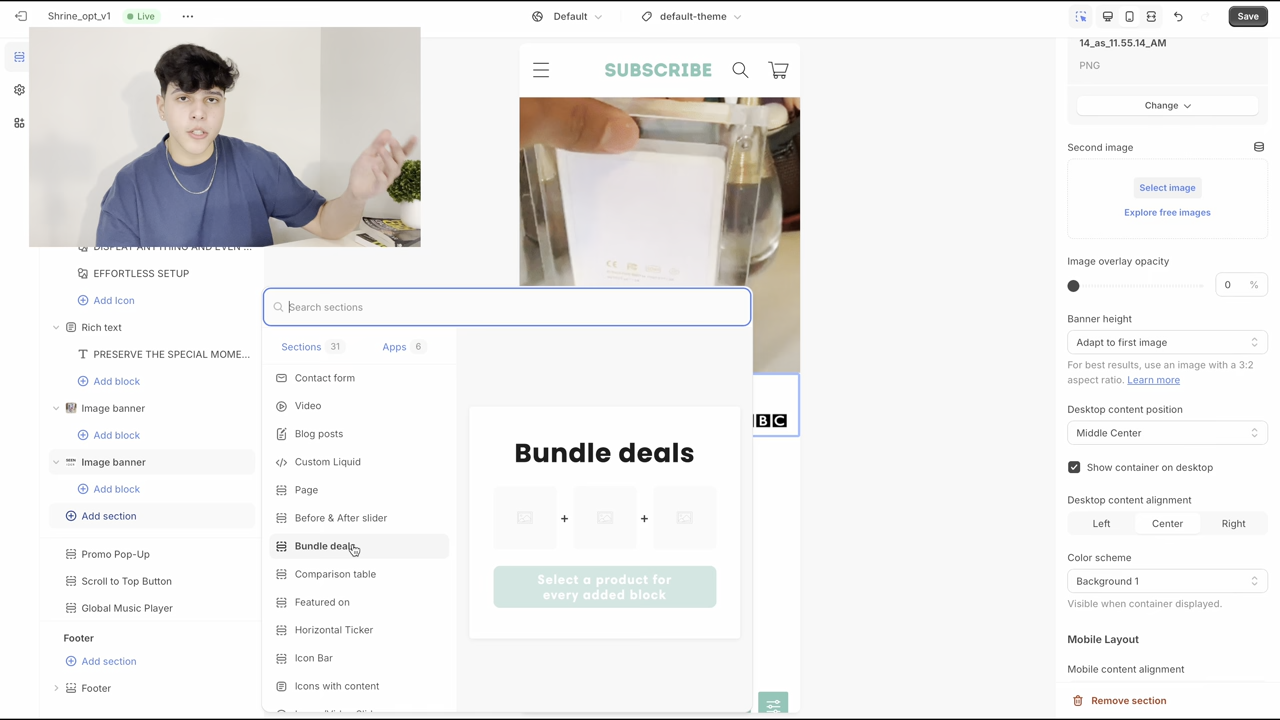 Shrine_opt_v1
Live
Default
default-theme
Save
SUBSCRIBE
DISPLAY ANYTHING AND EVEN ...
EFFORTLESS SETUP
Add Icon
Rich text
PRESERVE THE SPECIAL MOME...
Add block
Image banner
Add block
Image banner
Add block
Add section
Promo Pop-Up
Scroll to Top Button
Global Music Player
Footer
Add section
Footer
Search sections
Sections 31
Apps 6
Contact form
Video
Blog posts
Custom Liquid
Page
Before & After slider
Bundle deals
Comparison table
Featured on
Horizontal Ticker
Icon Bar
Icons with content
Bundle deals
+ +
Select a product for
every added block
BBC
14_as_11.55.14_AM
PNG
Change
Second image
Select image
Explore free images
Image overlay opacity
0 %
Banner height
Adapt to first image
For best results, use an image with a 3:2
aspect ratio. Learn more
Desktop content position
Middle Center
Show container on desktop
Desktop content alignment
Left Center Right
Color scheme
Background 1
Visible when container displayed.
Mobile Layout
Mobile content alignment
Remove section